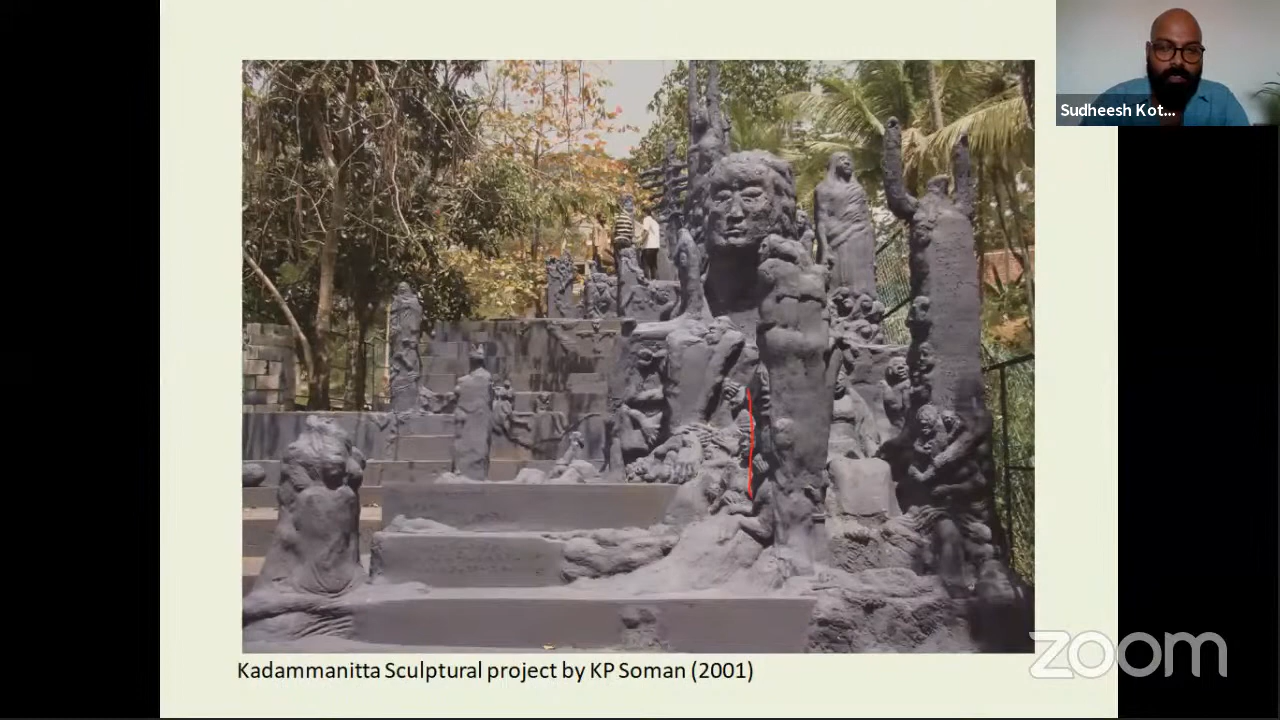 Sudheesh Kot...
Kadammanitta Sculptural project by KP Soman (2001)
zoom